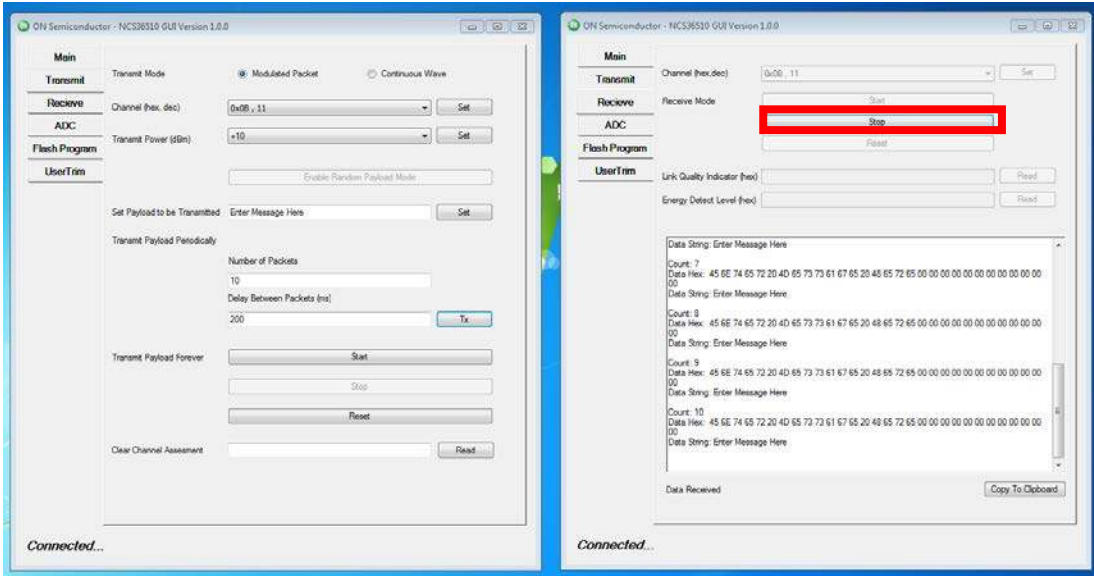 ON Semiconductor - NCS36510 GUI Version 1.0.0
Main
Transmit
Recieve
ADC
Flash Program
UserTrim
Transmit Mode
Modulated Packet
Continuous Wave
Channel (hex, dec)
0x0B , 11
Set
Transmit Power (dBm)
+10
Set
Enable Random Payload Mode
Set Payload to be Transmitted
Enter Message Here
Set
Transmit Payload Periodically
Number of Packets
10
Delay Between Packets (ms)
200
Tx
Transmit Payload Forever
Start
Stop
Reset
Clear Channel Assesment
Read
Connected...
ON Semiconductor - NCS36510 GUI Version 1.0.0
Main
Transmit
Recieve
ADC
Flash Program
UserTrim
Channel (hex,dec)
0x0B , 11
Set
Receive Mode
Start
Stop
Reset
Link Quality Indicator (hex)
Read
Energy Detect Level (hex)
Read
Data String: Enter Message Here
Count: 7
Data Hex: 45 6E 74 65 72 20 4D 65 73 73 61 67 65 20 48 65 72 65 00 00 00 00 00 00 00 00 00 00 00
00
Data String: Enter Message Here
Count: 8
Data Hex: 45 6E 74 65 72 20 4D 65 73 73 61 67 65 20 48 65 72 65 00 00 00 00 00 00 00 00 00 00 00
00
Data String: Enter Message Here
Count: 9
Data Hex: 45 6E 74 65 72 20 4D 65 73 73 61 67 65 20 48 65 72 65 00 00 00 00 00 00 00 00 00 00 00
00
Data String: Enter Message Here
Count: 10
Data Hex: 45 6E 74 65 72 20 4D 65 73 73 61 67 65 20 48 65 72 65 00 00 00 00 00 00 00 00 00 00 00
00
Data String: Enter Message Here
Data Received
Copy To Clipboard
Connected...